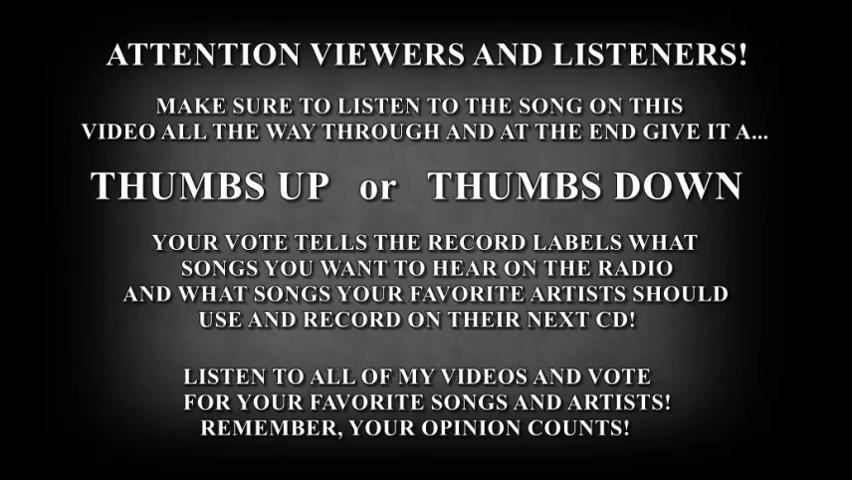 ATTENTION VIEWERS AND LISTENERS!
MAKE SURE TO LISTEN TO THE SONG ON THIS
VIDEO ALL THE WAY THROUGH AND AT THE END GIVE IT A...
THUMBS UP or THUMBS DOWN
YOUR VOTE TELLS THE RECORD LABELS WHAT
SONGS YOU WANT TO HEAR ON THE RADIO
AND WHAT SONGS YOUR FAVORITE ARTISTS SHOULD
USE AND RECORD ON THEIR NEXT CD!
LISTEN TO ALL OF MY VIDEOS AND VOTE
FOR YOUR FAVORITE SONGS AND ARTISTS!
REMEMBER, YOUR OPINION COUNTS!